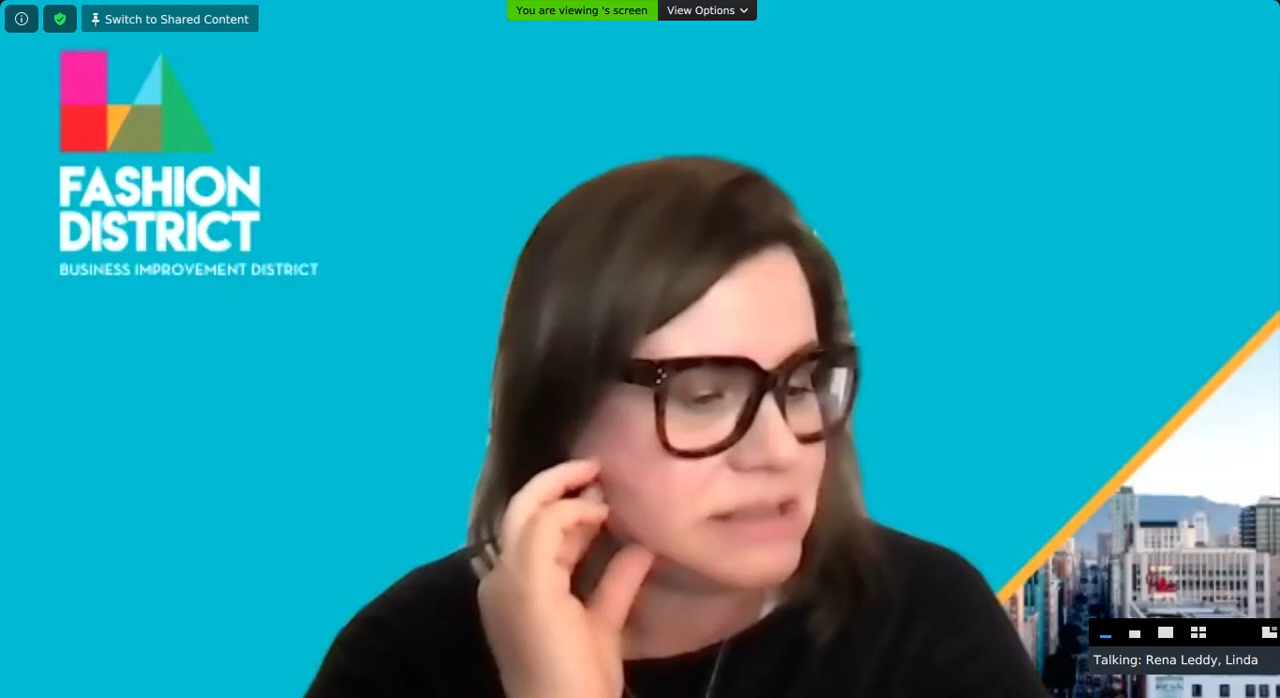 Switch to Shared Content
You are viewing 's screen
View Options
FASHION
DISTRICT
BUSINESS IMPROVEMENT DISTRICT
Talking: Rena Leddy, Linda